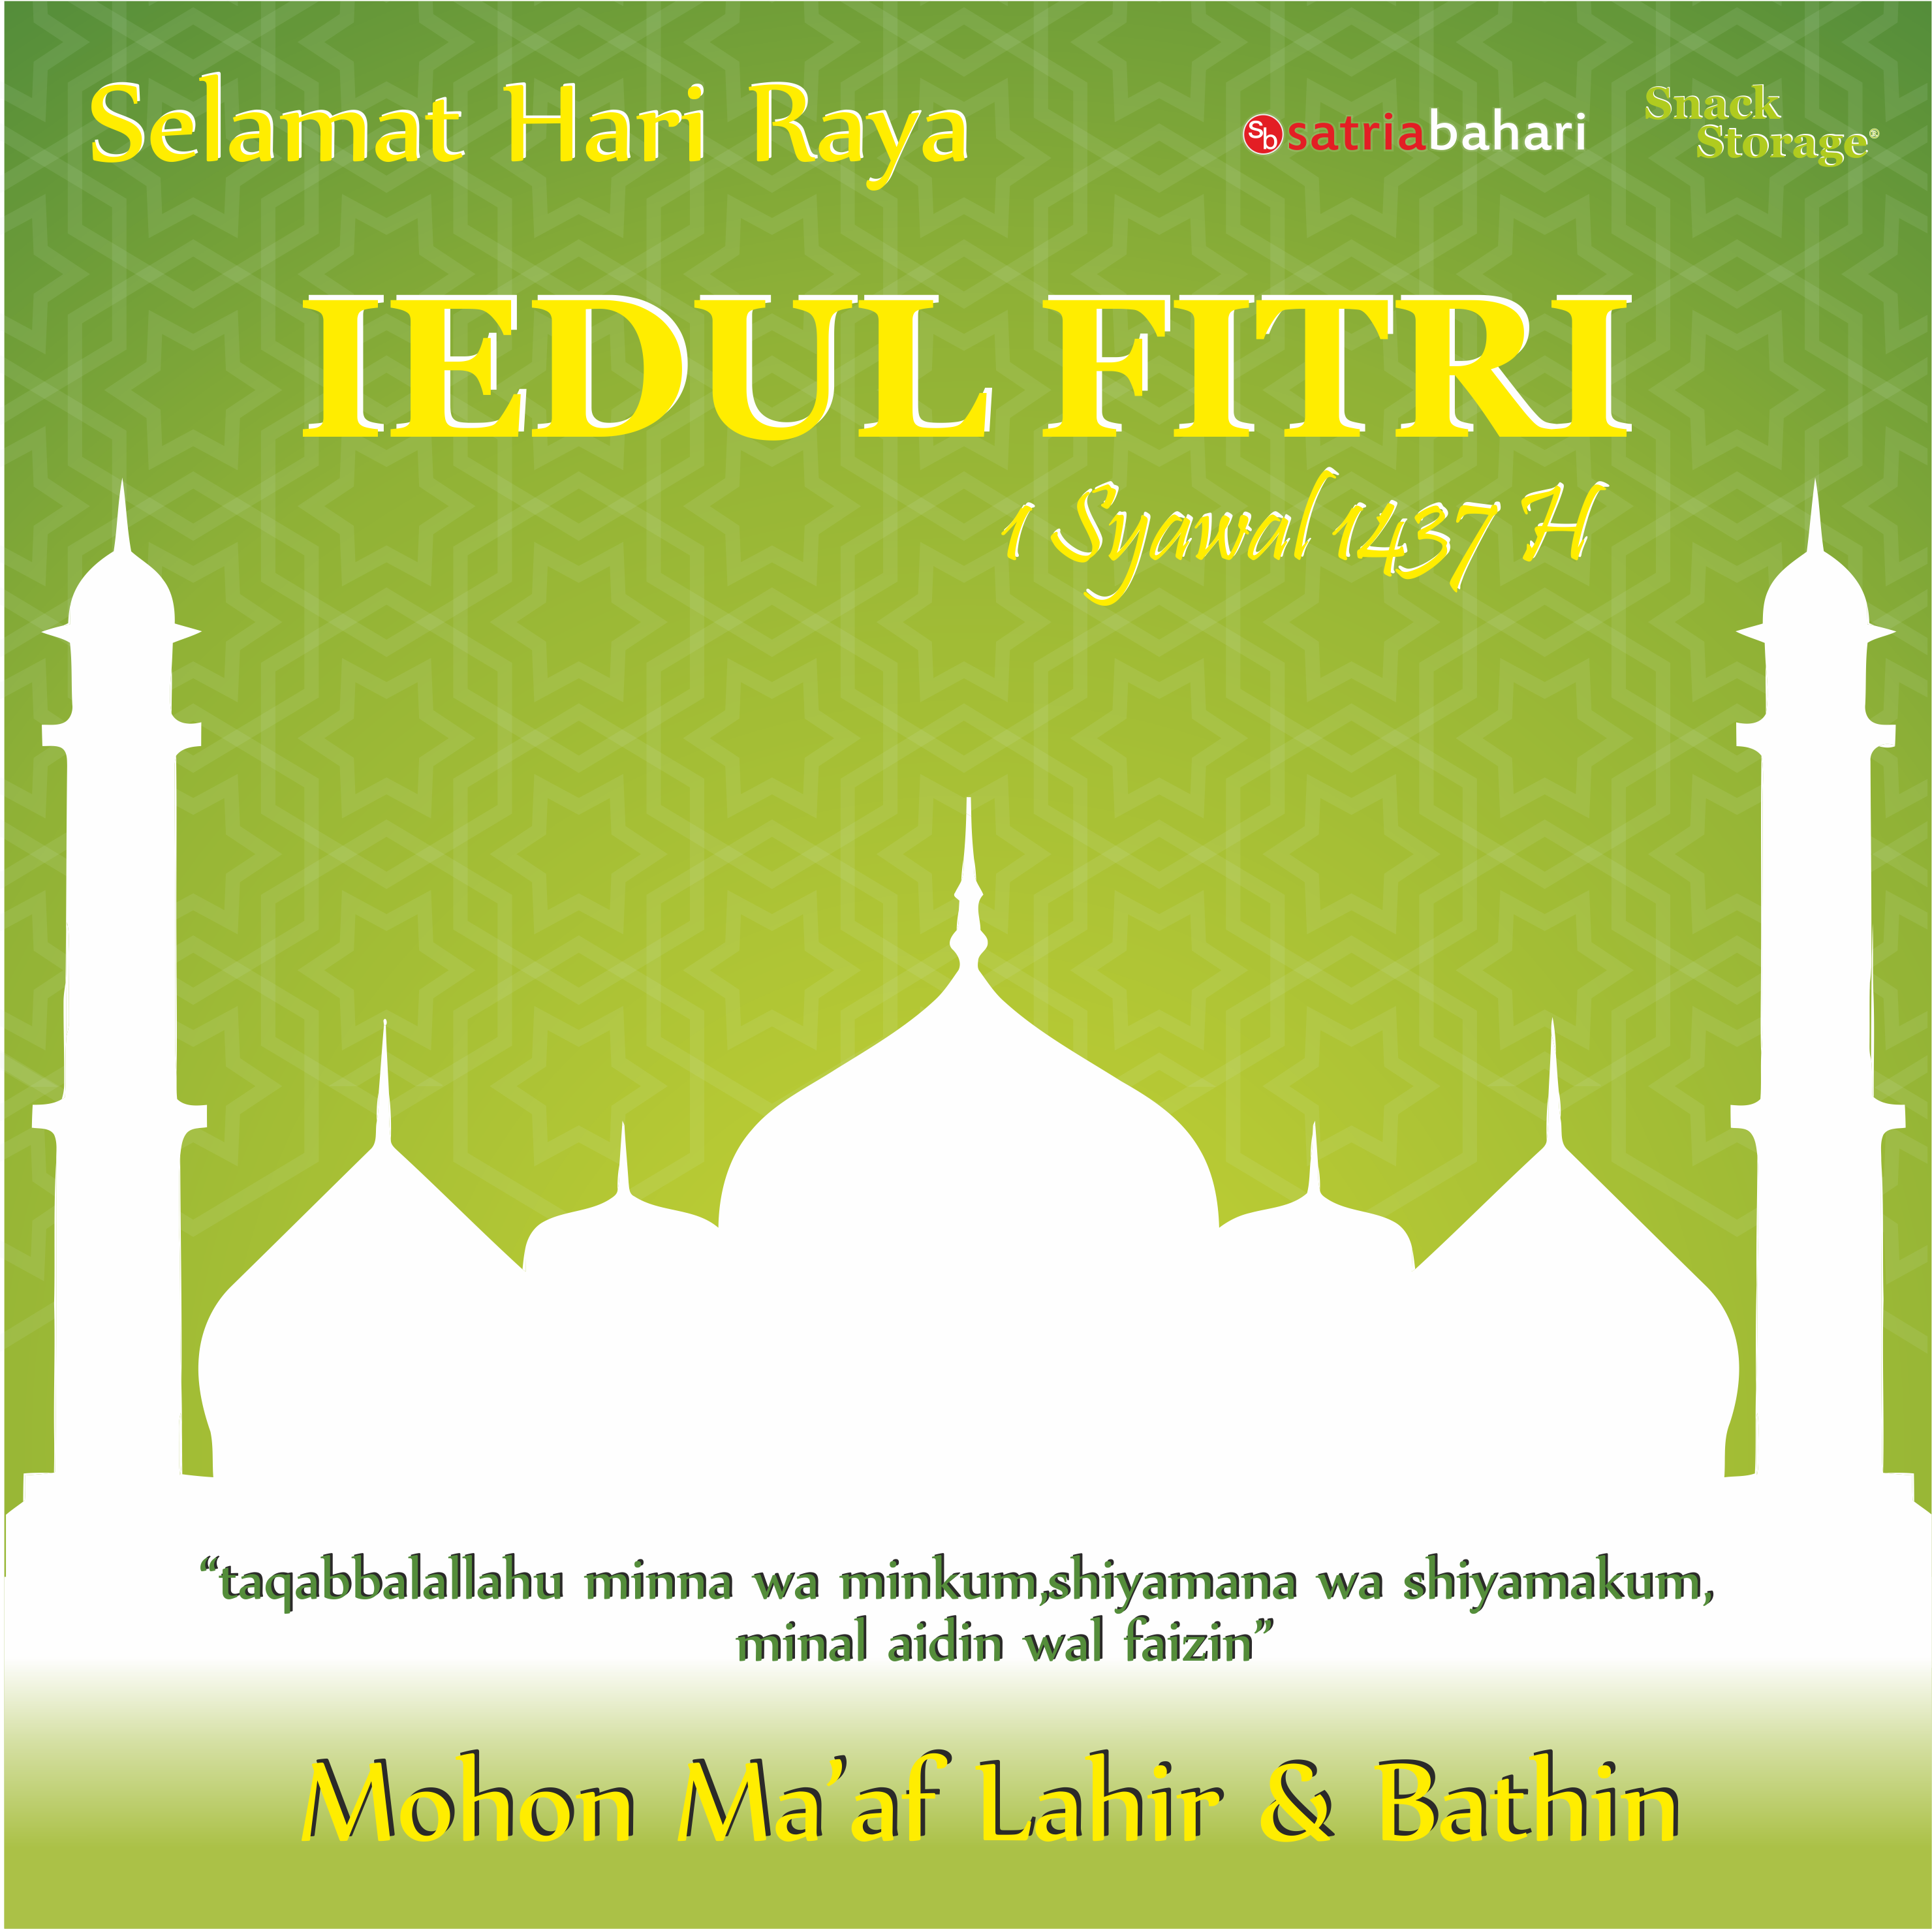 Selamat Hari Raya
Sb satriabahari
Snack
Storage®
IEDUL FITRI
1 Syawal 1437 H
“taqabbalallahu minna wa minkum,shiyamana wa shiyamakum,
minal aidin wal faizin”
Mohon Ma’af Lahir & Bathin